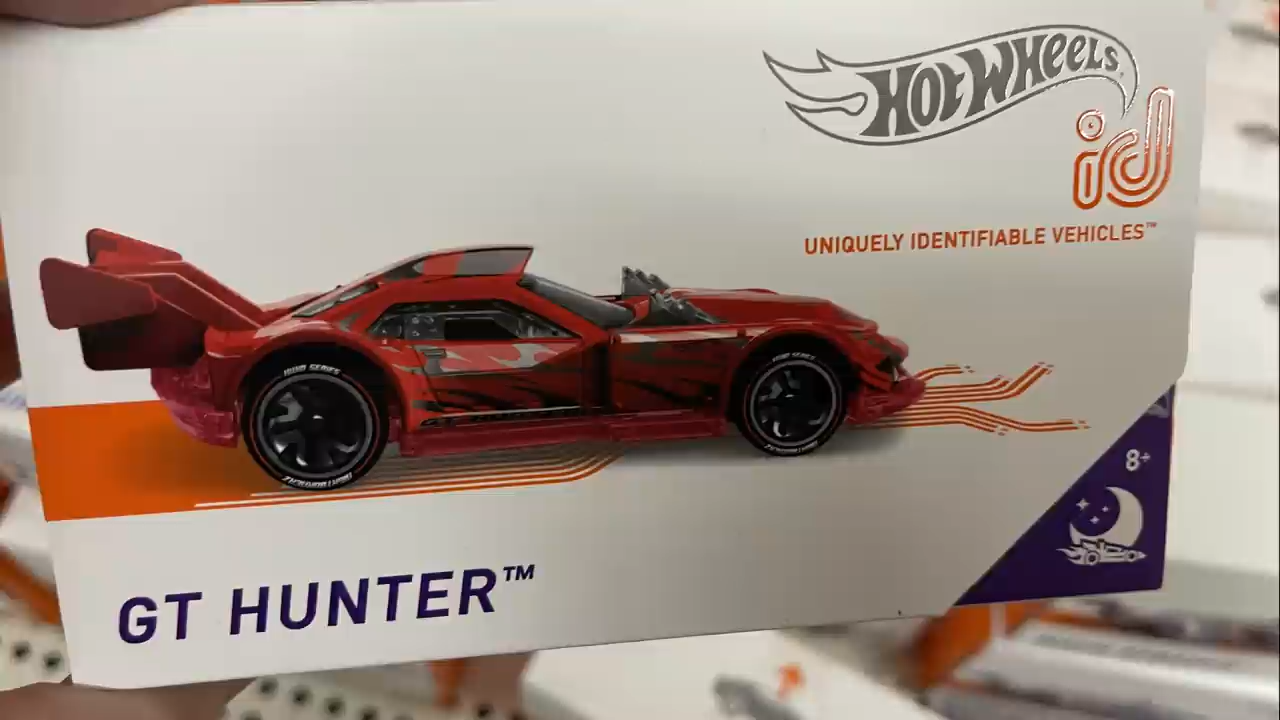 HOT WHEELS
id
UNIQUELY IDENTIFIABLE VEHICLES™
8+
GT HUNTER™